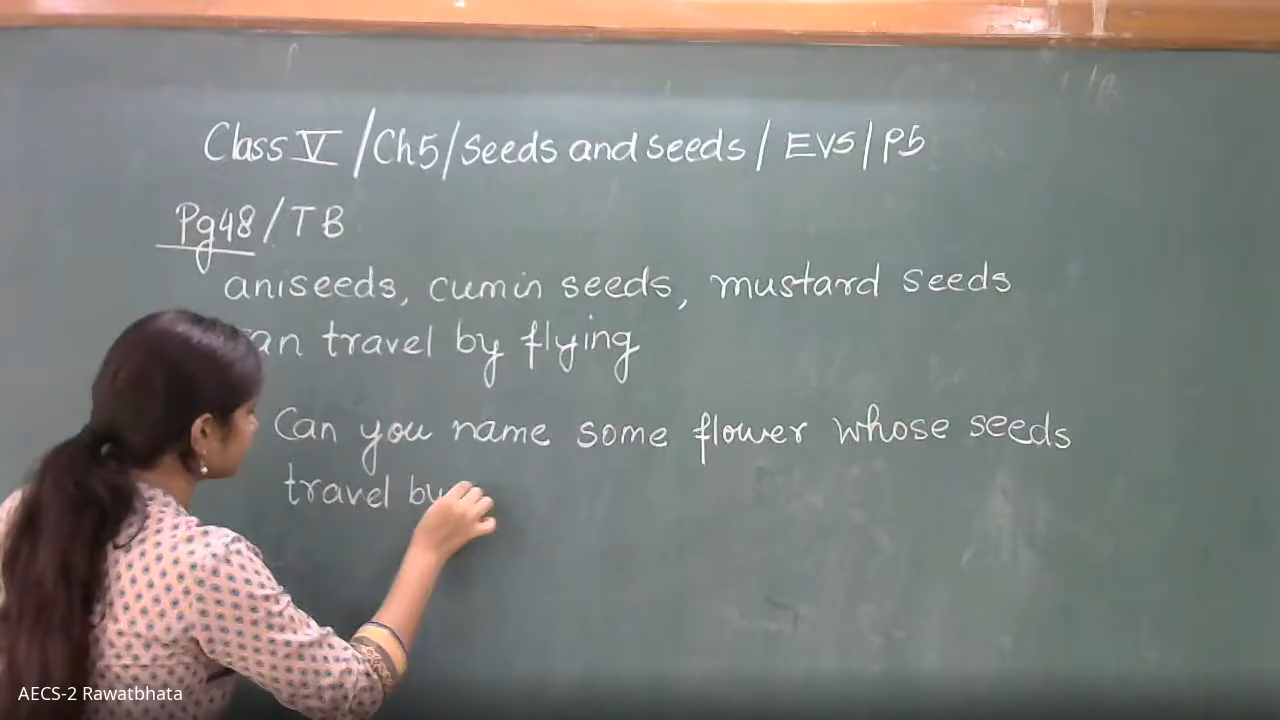 Class V /Ch5/Seeds and Seeds/ EVS/P5
Pg48/TB
aniseeds, cumin seeds, mustard seeds
can travel by flying
Can you name some flower whose seeds
travel by
AECS-2 Rawatbhata